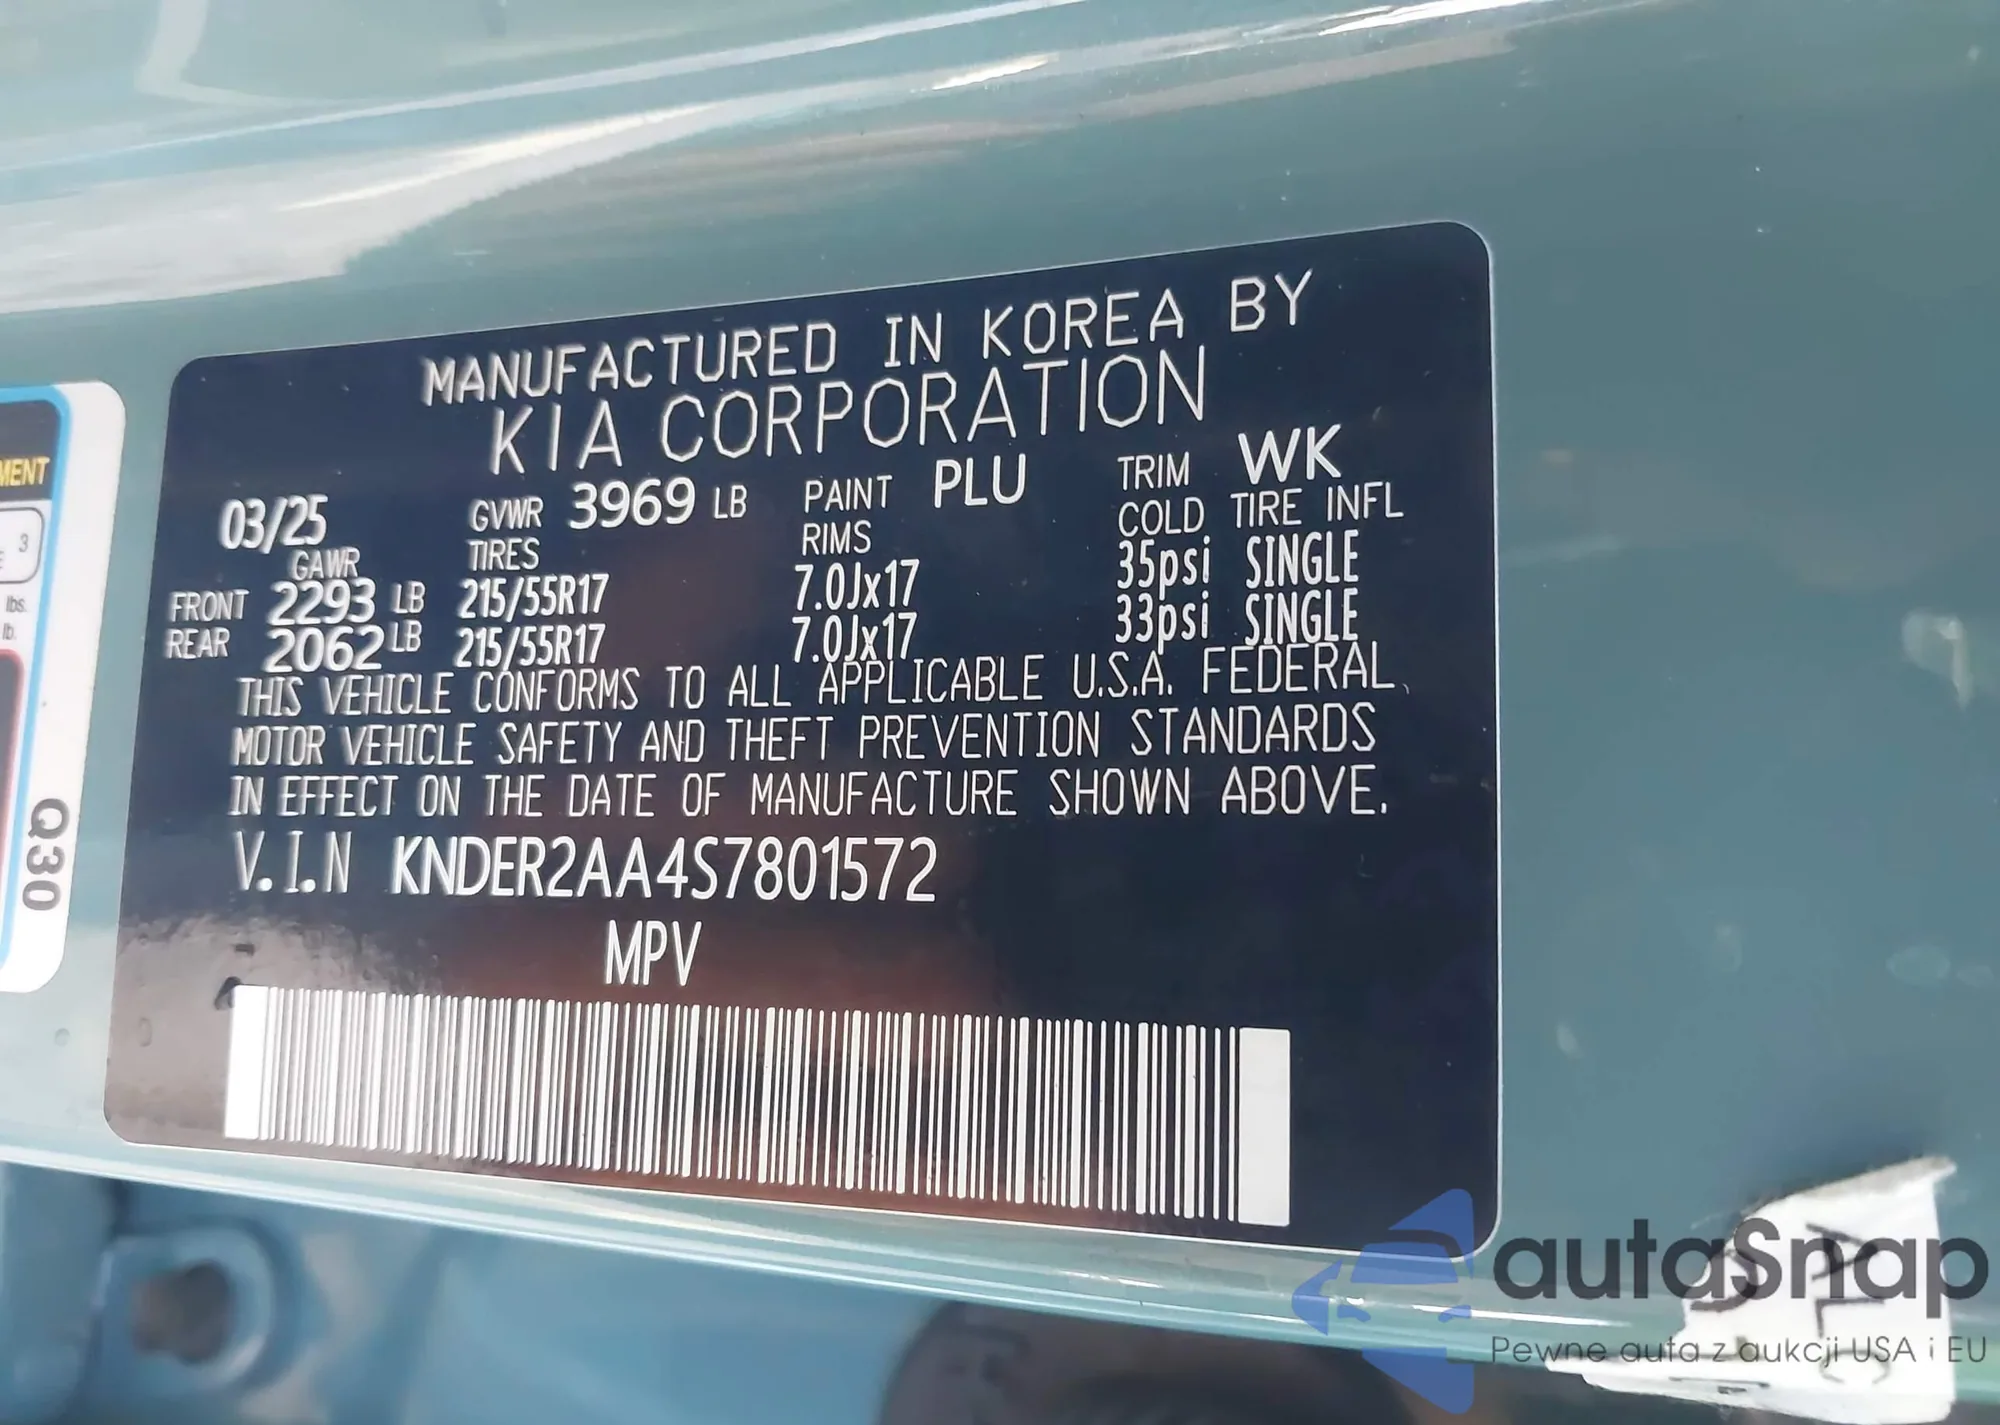 MANUFACTURED IN KOREA BY
KIA CORPORATION
03/25 GVWR 3969 LB PAINT PLU TRIM WK
GAWR TIRES RIMS COLD TIRE INFL
FRONT 2293 LB 215/55R17 7.0Jx17 35psi SINGLE
REAR 2062 LB 215/55R17 7.0Jx17 33psi SINGLE
THIS VEHICLE CONFORMS TO ALL APPLICABLE U.S.A. FEDERAL
MOTOR VEHICLE SAFETY AND THEFT PREVENTION STANDARDS
IN EFFECT ON THE DATE OF MANUFACTURE SHOWN ABOVE.
V.I.N KNDER2AA4S7801572
MPV
3
lbs.
lb.
Q30
autaSnap
Pewne auta z aukcji USA i EU